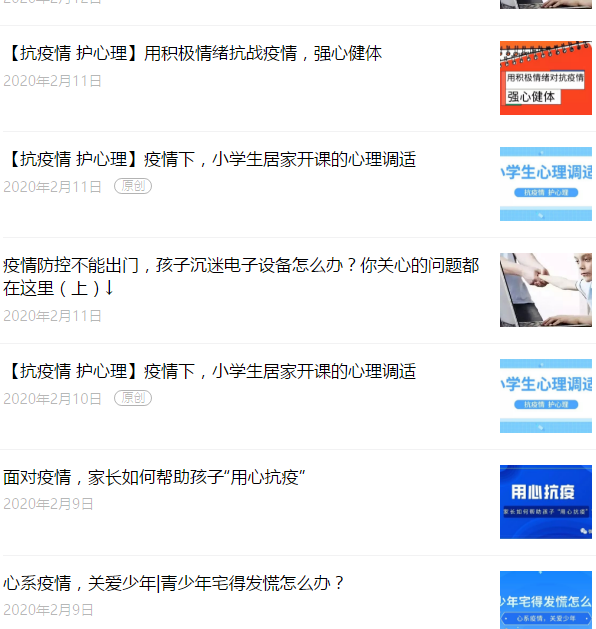 2020年2月12日
【抗疫情 护心理】用积极情绪抗战疫情，强心健体
2020年2月11日
用积极情绪对抗疫情
强心健体
【抗疫情 护心理】疫情下，小学生居家开课的心理调适
2020年2月11日 原创
小学生心理调适
抗疫情 护心理
疫情防控不能出门，孩子沉迷电子设备怎么办？你关心的问题都
在这里（上）↓
2020年2月11日
【抗疫情 护心理】疫情下，小学生居家开课的心理调适
2020年2月10日 原创
小学生心理调适
抗疫情 护心理
面对疫情，家长如何帮助孩子“用心抗疫”
2020年2月9日
用心抗疫
家长如何帮助孩子“用心抗疫”
心系疫情，关爱少年|青少年宅得发慌怎么办？
2020年2月9日
少年宅得发慌怎么
心系疫情，关爱少年